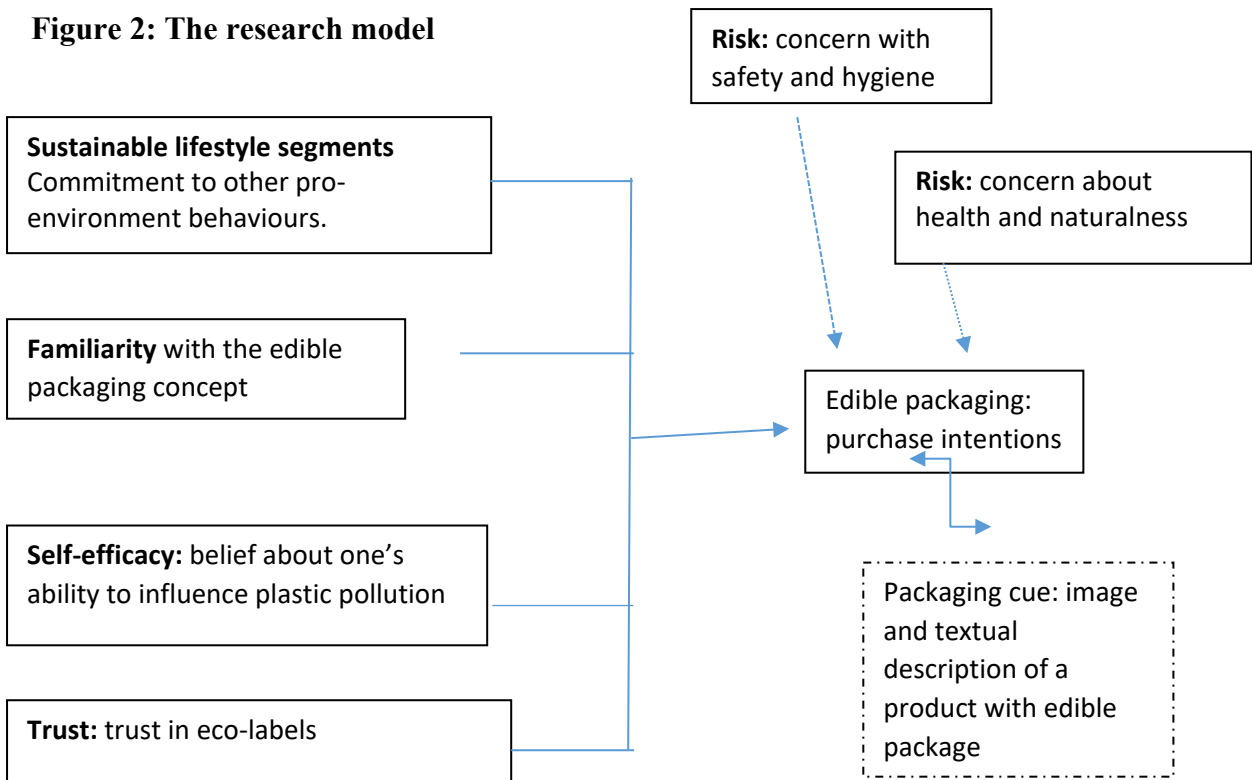 Figure 2: The research model
Risk: concern with
safety and hygiene
Sustainable lifestyle segments
Commitment to other pro-
environment behaviours.
Risk: concern about
health and naturalness
Familiarity with the edible
packaging concept
Edible packaging:
purchase intentions
Self-efficacy: belief about one’s
ability to influence plastic pollution
Packaging cue: image
and textual
description of a
product with edible
package
Trust: trust in eco-labels